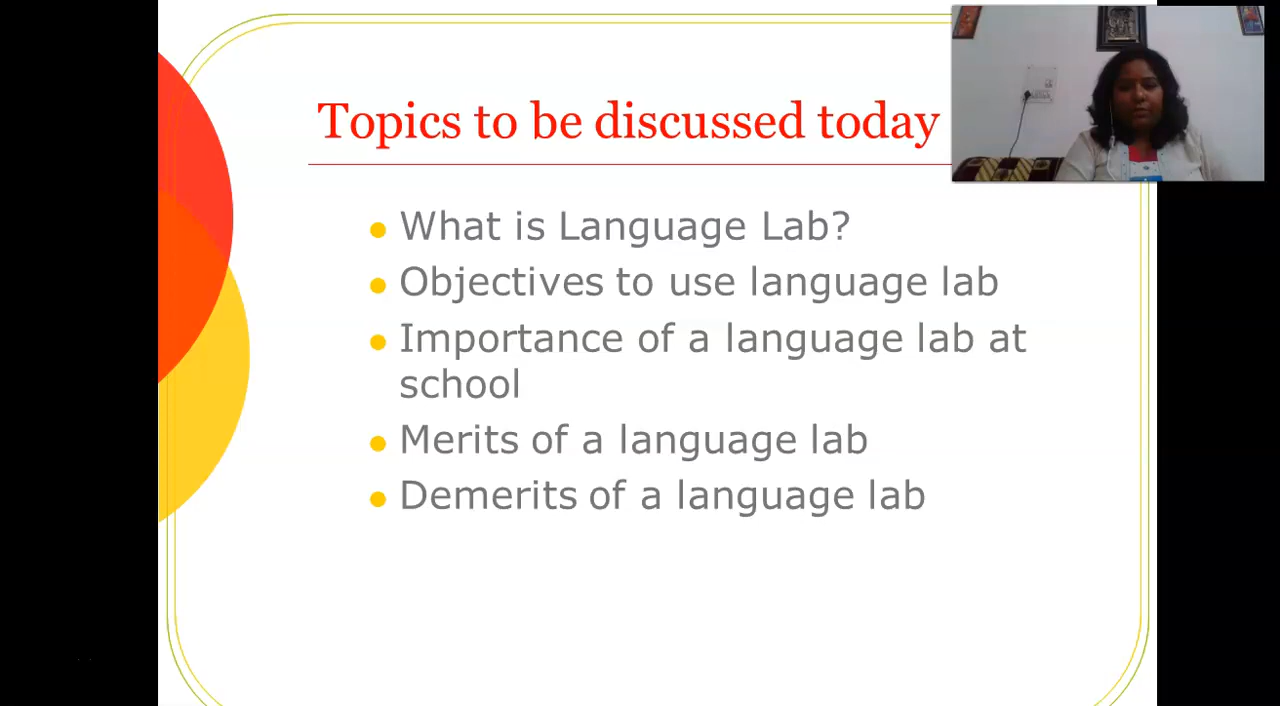 Topics to be discussed today
What is Language Lab?
Objectives to use language lab
Importance of a language lab at
school
Merits of a language lab
Demerits of a language lab